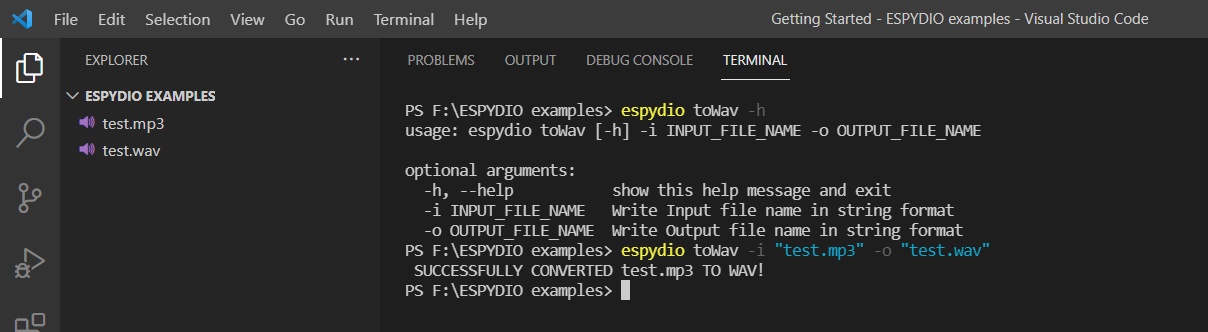 File Edit Selection View Go Run Terminal Help Getting Started - ESPYDIO examples - Visual Studio Code
EXPLORER ...
ESPYDIO EXAMPLES
test.mp3
test.wav
PROBLEMS OUTPUT DEBUG CONSOLE TERMINAL
PS F:\ESPYDIO examples> espydio toWav -h
usage: espydio toWav [-h] -i INPUT_FILE_NAME -o OUTPUT_FILE_NAME
optional arguments:
-h, --help show this help message and exit
-i INPUT_FILE_NAME Write Input file name in string format
-o OUTPUT_FILE_NAME Write Output file name in string format
PS F:\ESPYDIO examples> espydio toWav -i "test.mp3" -o "test.wav"
SUCCESSFULLY CONVERTED test.mp3 TO WAV!
PS F:\ESPYDIO examples>